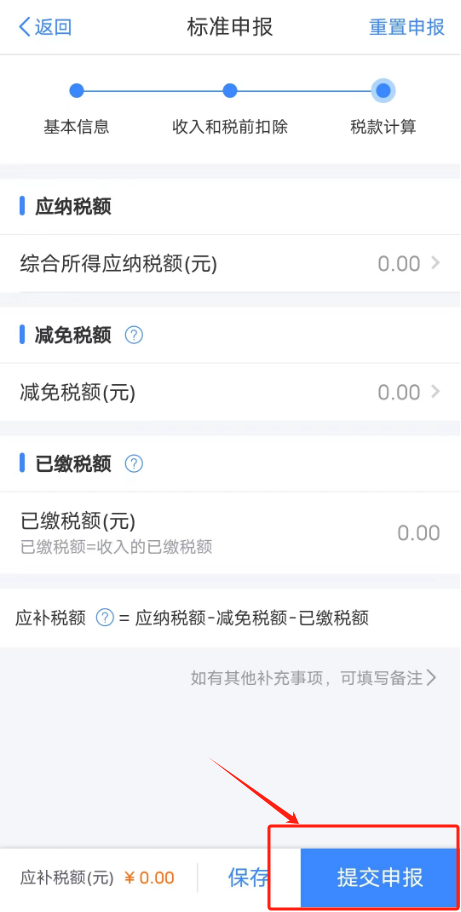 返回 标准申报 重置申报
基本信息 收入和税前扣除 税款计算
应纳税额
综合所得应纳税额(元) 0.00
减免税额 ?
减免税额(元) 0.00
已缴税额 ?
已缴税额(元) 0.00
已缴税额=收入的已缴税额
应补税额 ? = 应纳税额-减免税额-已缴税额
如有其他补充事项，可填写备注
应补税额(元) ¥0.00 保存 提交申报